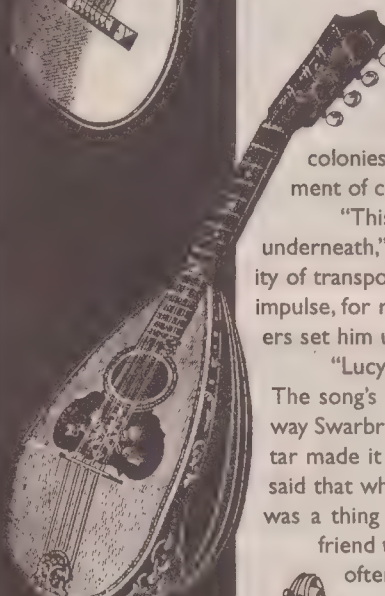 colonies
ment of c
“This
underneath,”
ity of transpo
impulse, for r
ers set him u
“Lucy
The song’s
way Swarbr
tar made it
said that wh
was a thing
friend t
ofte